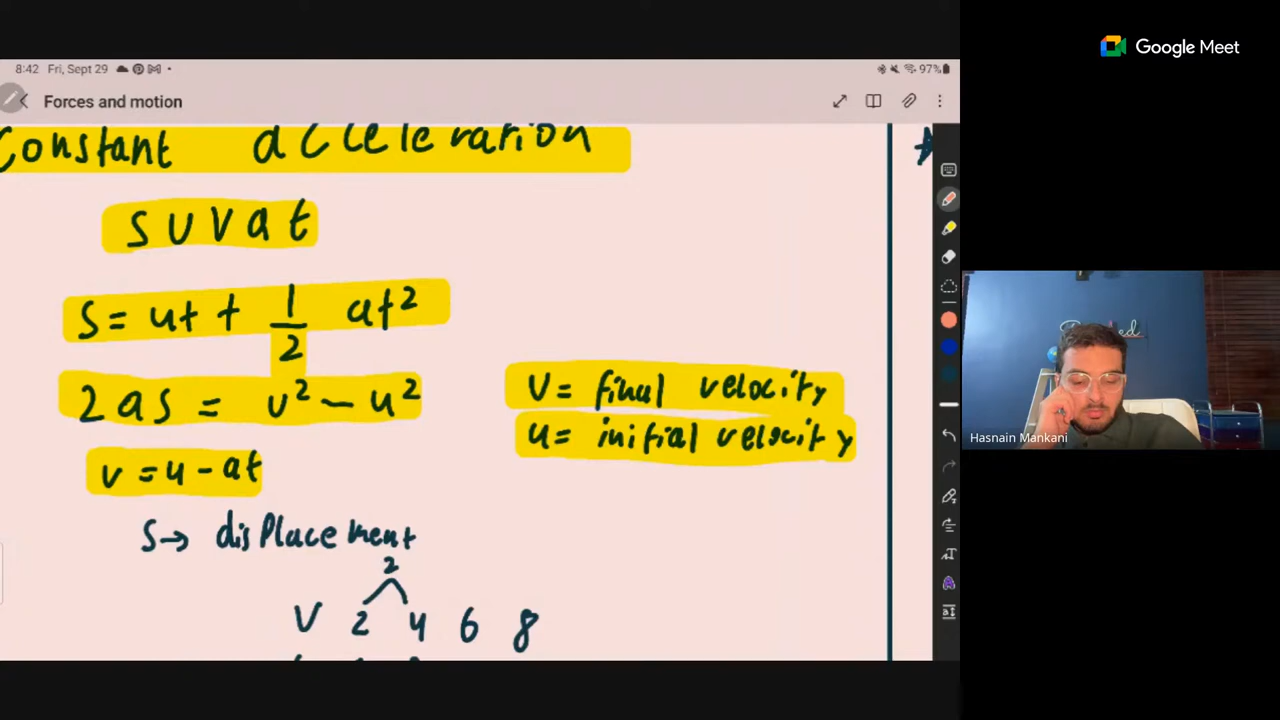 Google Meet
8:42 Fri, Sept 29
97%
Forces and motion
Constant acceleration
S U V a t
S = ut + 1/2 at²
2as = v² - u²
v = u - at
V = final velocity
u = initial velocity
S → displacement
2
V 2 4 6 8
Hasnain Mankani